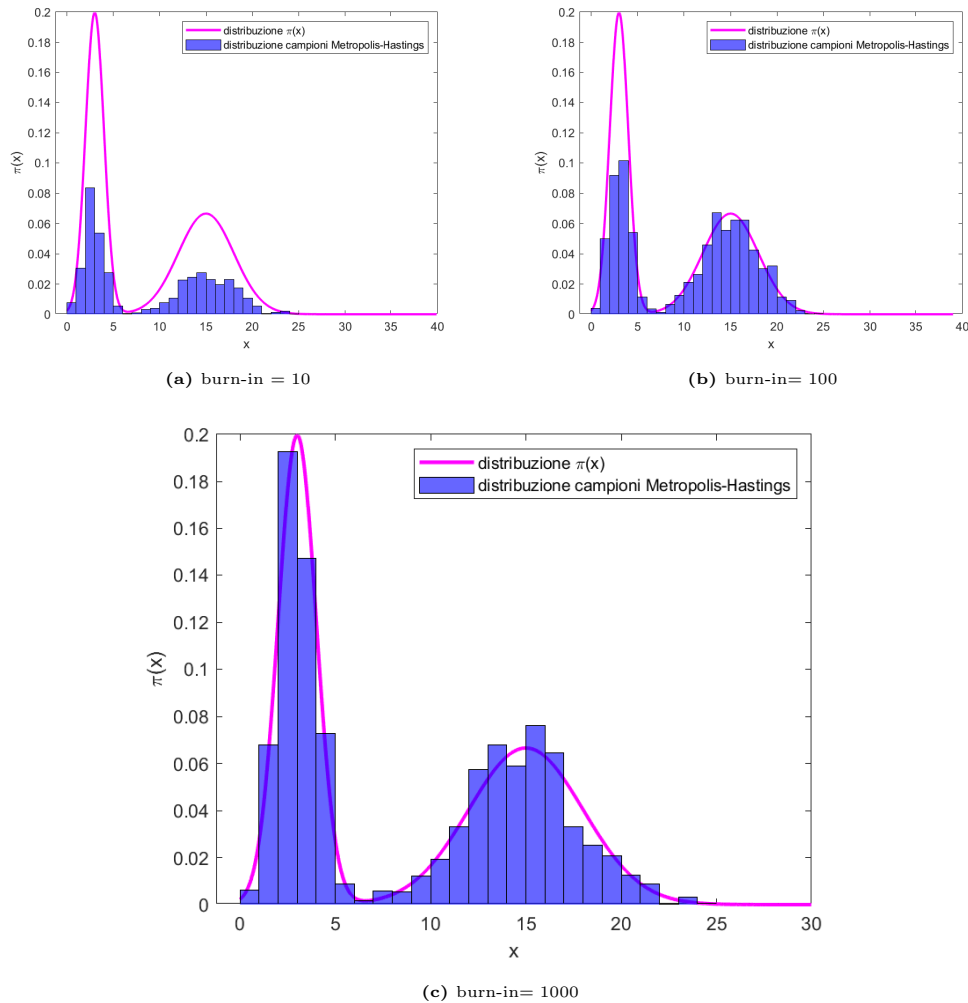 0.2
0.18
0.16
0.14
0.12
0.1
0.08
0.06
0.04
0.02
0
π(x)
distribuzione π(x)
distribuzione campioni Metropolis-Hastings
0 5 10 15 20 25 30 35 40
x
(a) burn-in = 10
0.2
0.18
0.16
0.14
0.12
0.1
0.08
0.06
0.04
0.02
0
π(x)
distribuzione π(x)
distribuzione campioni Metropolis-Hastings
0 5 10 15 20 25 30 35 40
x
(b) burn-in= 100
0.2
0.18
0.16
0.14
0.12
0.1
0.08
0.06
0.04
0.02
0
π(x)
distribuzione π(x)
distribuzione campioni Metropolis-Hastings
0 5 10 15 20 25 30
x
(c) burn-in= 1000